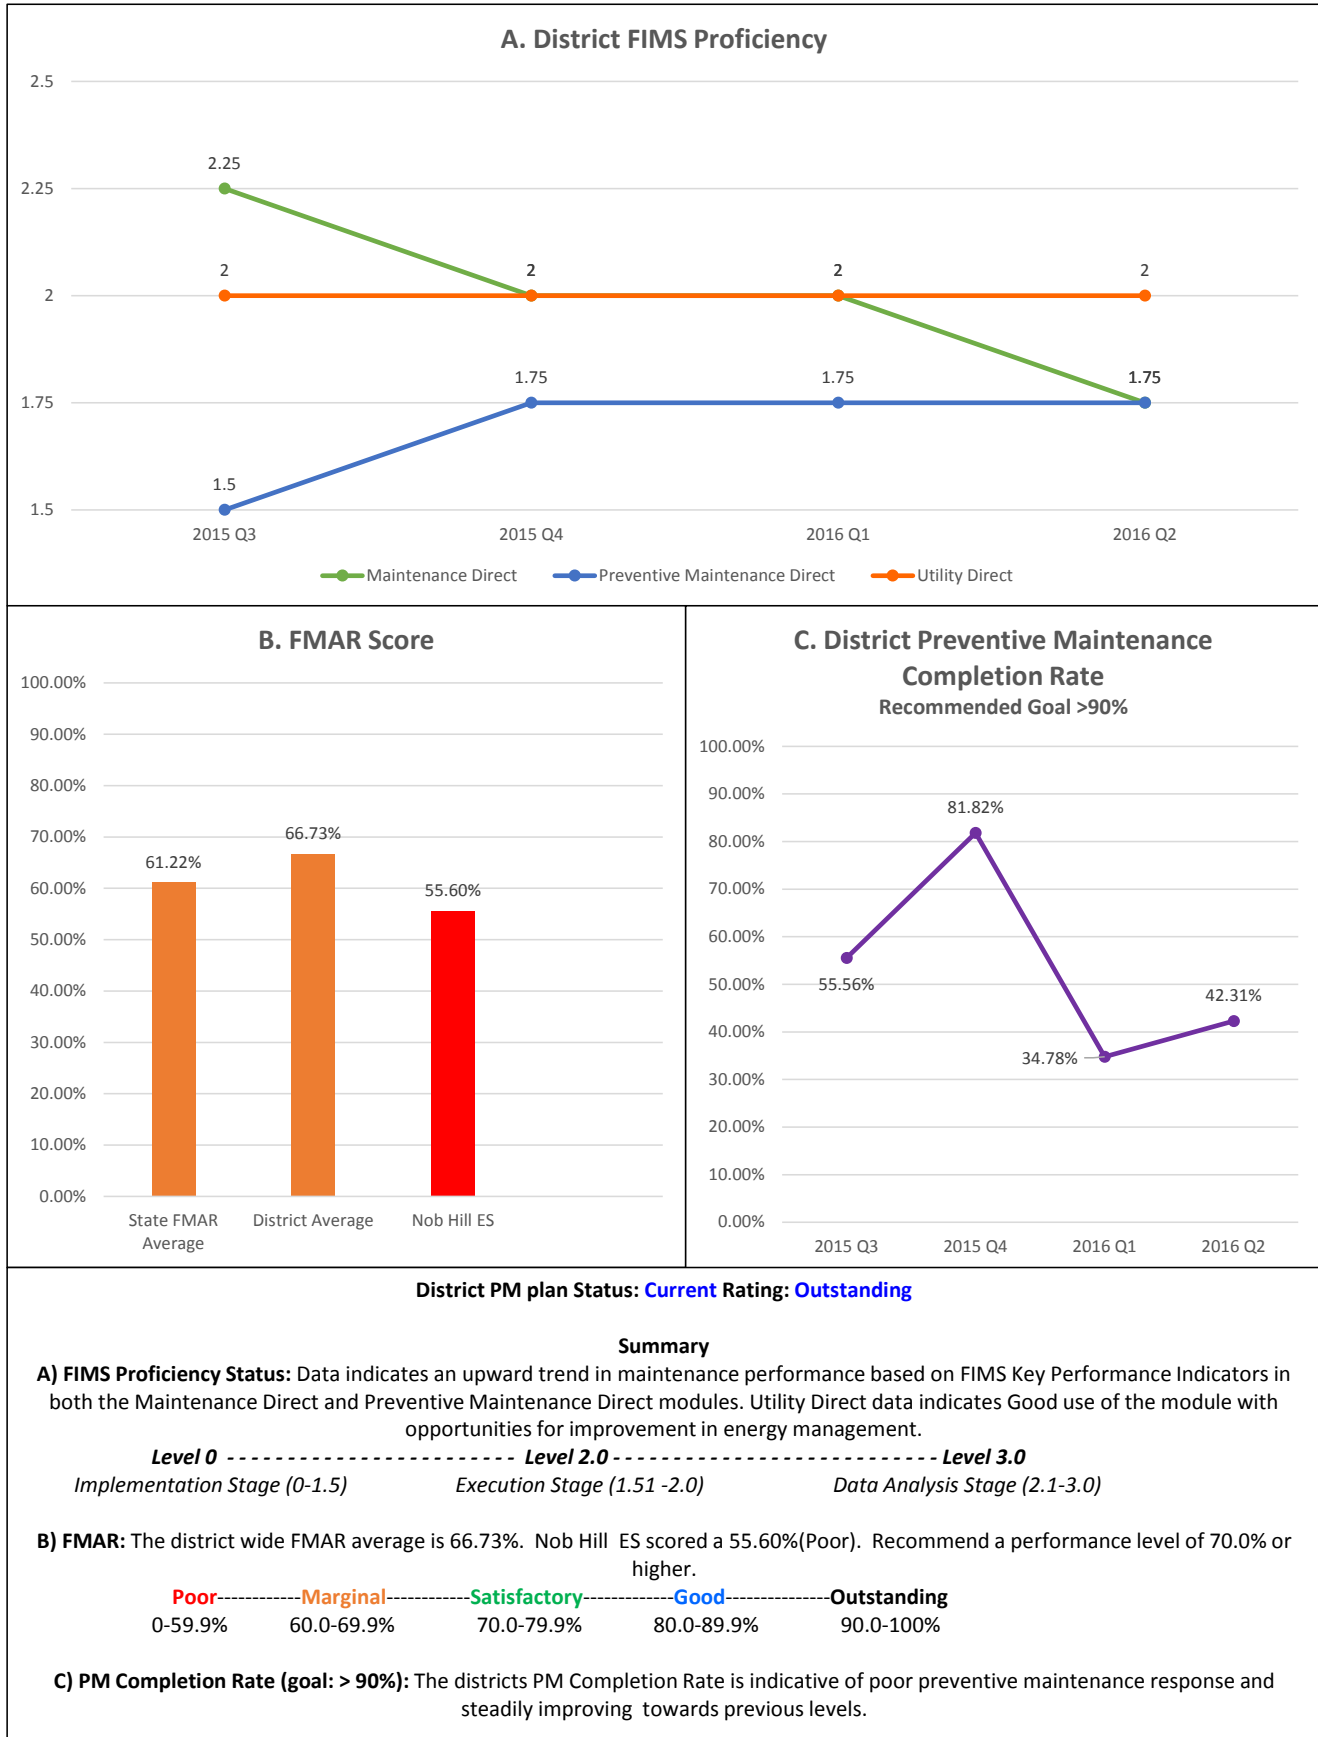 A. District FIMS Proficiency
2.5
2.25
2.25
2
2
2
2
2
1.75
1.75
1.75
1.75
1.5
1.5
2015 Q3
2015 Q4
2016 Q1
2016 Q2
Maintenance Direct
Preventive Maintenance Direct
Utility Direct
B. FMAR Score
100.00%
90.00%
80.00%
70.00%
60.00%
50.00%
40.00%
30.00%
20.00%
10.00%
0.00%
61.22%
66.73%
55.60%
State FMAR
Average
District Average
Nob Hill ES
C. District Preventive Maintenance
Completion Rate
Recommended Goal >90%
100.00%
90.00%
80.00%
70.00%
60.00%
50.00%
40.00%
30.00%
20.00%
10.00%
0.00%
55.56%
81.82%
34.78%
42.31%
2015 Q3
2015 Q4
2016 Q1
2016 Q2
District PM plan Status: Current Rating: Outstanding
Summary
A) FIMS Proficiency Status: Data indicates an upward trend in maintenance performance based on FIMS Key Performance Indicators in
both the Maintenance Direct and Preventive Maintenance Direct modules. Utility Direct data indicates Good use of the module with
opportunities for improvement in energy management.
Level 0 - - - - - - - - - - - - - - - - - - - - - - - - Level 2.0 - - - - - - - - - - - - - - - - - - - - - - - - - - - Level 3.0
Implementation Stage (0-1.5) Execution Stage (1.51 -2.0) Data Analysis Stage (2.1-3.0)
B) FMAR: The district wide FMAR average is 66.73%. Nob Hill ES scored a 55.60%(Poor). Recommend a performance level of 70.0% or
higher.
Poor------------Marginal------------Satisfactory-------------Good---------------Outstanding
0-59.9% 60.0-69.9% 70.0-79.9% 80.0-89.9% 90.0-100%
C) PM Completion Rate (goal: > 90%): The districts PM Completion Rate is indicative of poor preventive maintenance response and
steadily improving towards previous levels.